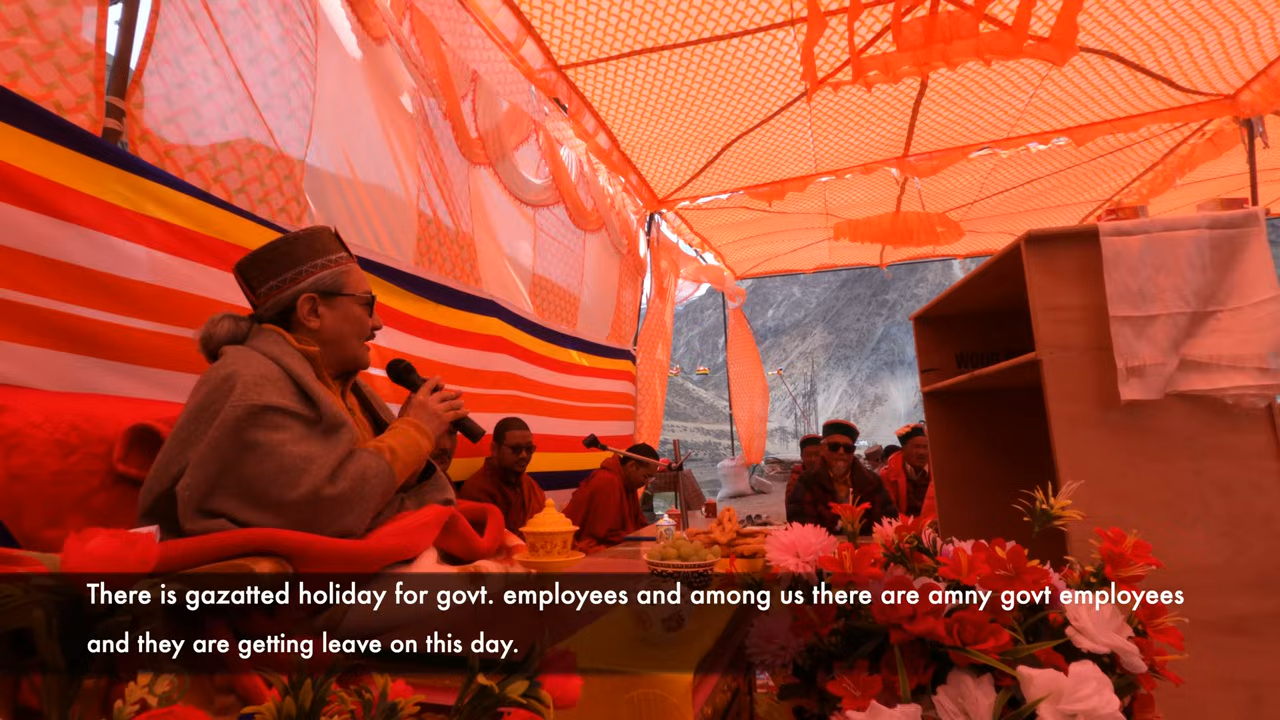 There is gazatted holiday for govt. employees and among us there are amny govt employees
and they are getting leave on this day.